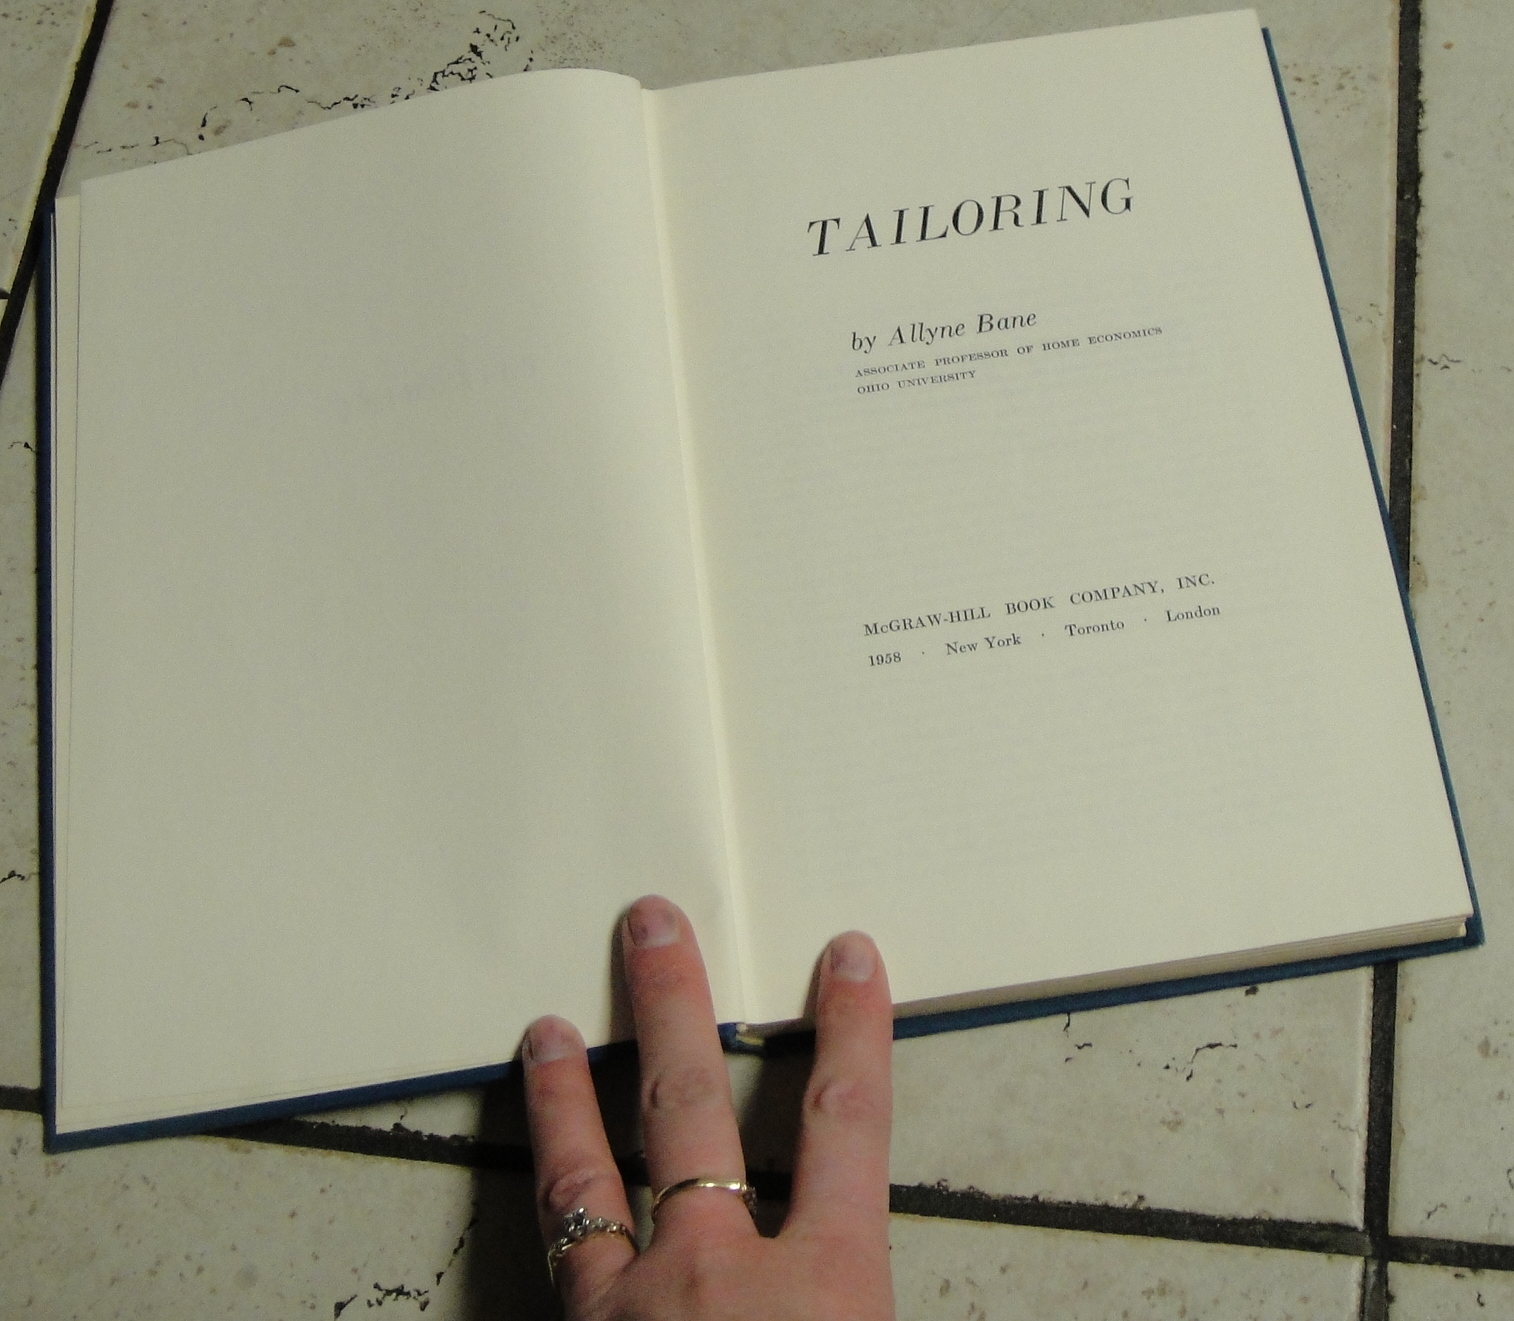 TAILORING
by Allyne Bane
ASSOCIATE PROFESSOR OF HOME ECONOMICS
OHIO UNIVERSITY
McGRAW-HILL BOOK COMPANY, INC.
1958 · New York · Toronto · London